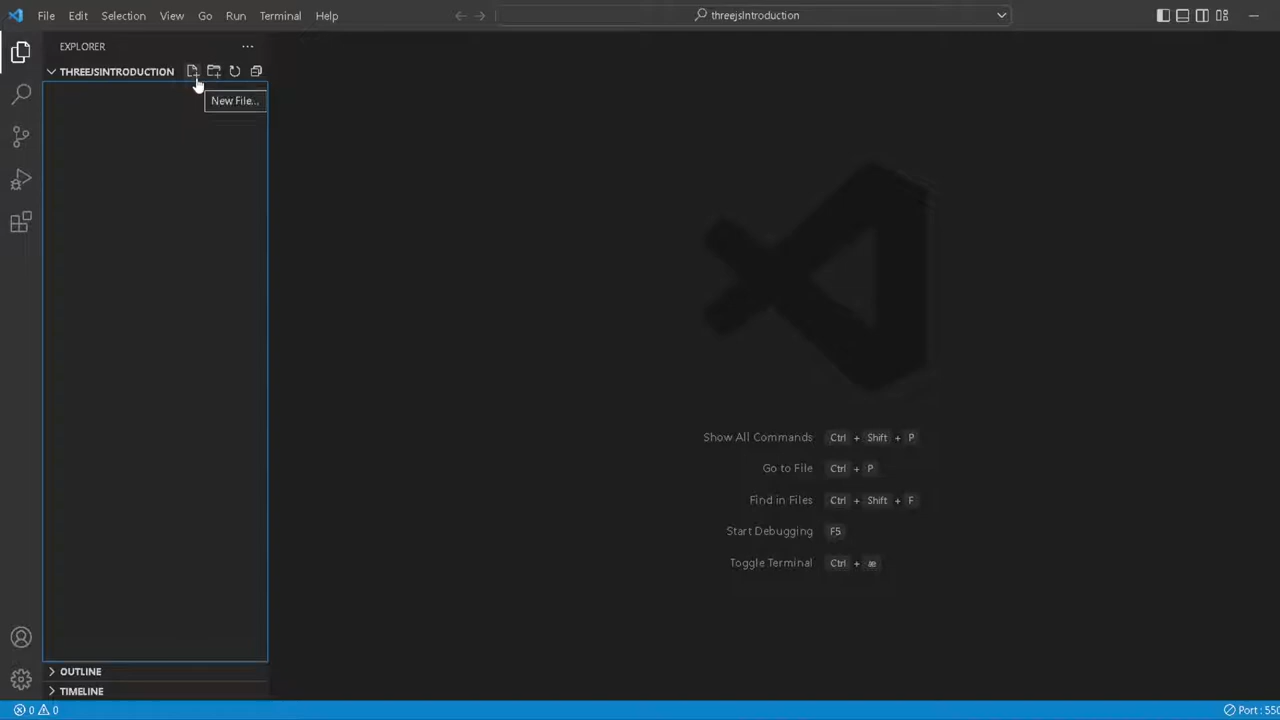 File Edit Selection View Go Run Terminal Help threejsIntroduction
EXPLORER
THREEJSINTRODUCTION
New File...
Show All Commands Ctrl + Shift + P
Go to File Ctrl + P
Find in Files Ctrl + Shift + F
Start Debugging F5
Toggle Terminal Ctrl + æ
OUTLINE
TIMELINE
0 0 Port : 550